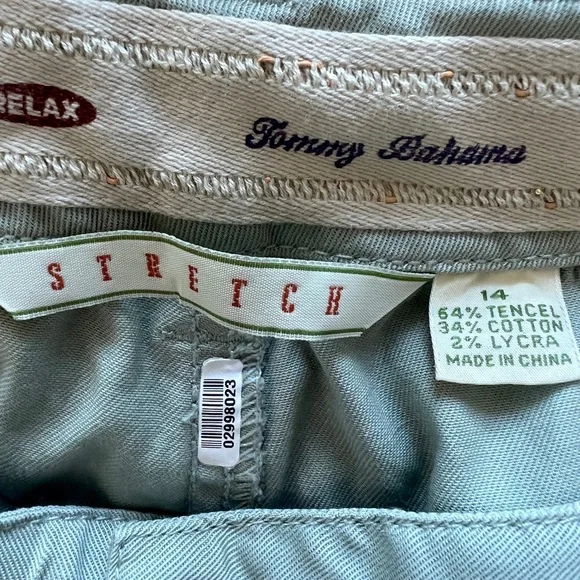 RELAX
Tommy Bahama
STRETCH
14
64% TENCEL
34% COTTON
2% LYCRA
MADE IN CHINA
02998023